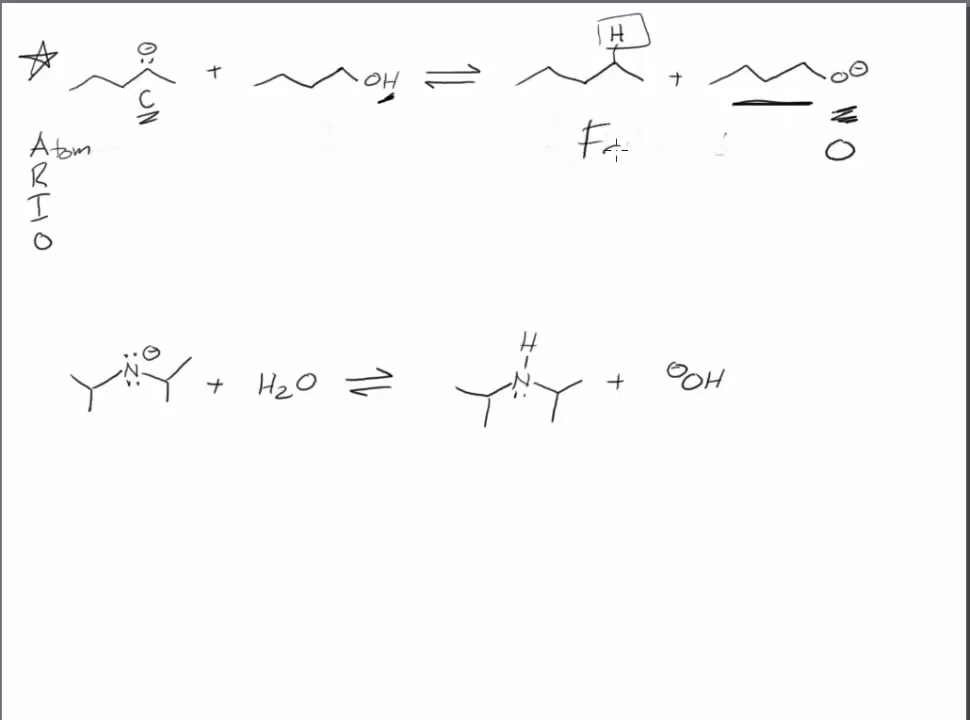 H
⊖
·· + OH ⇌ + O⊖
C
Atom F O
R
I
O
H
·· ⊖
N + H₂O ⇌ N + ⊖OH
·· ··